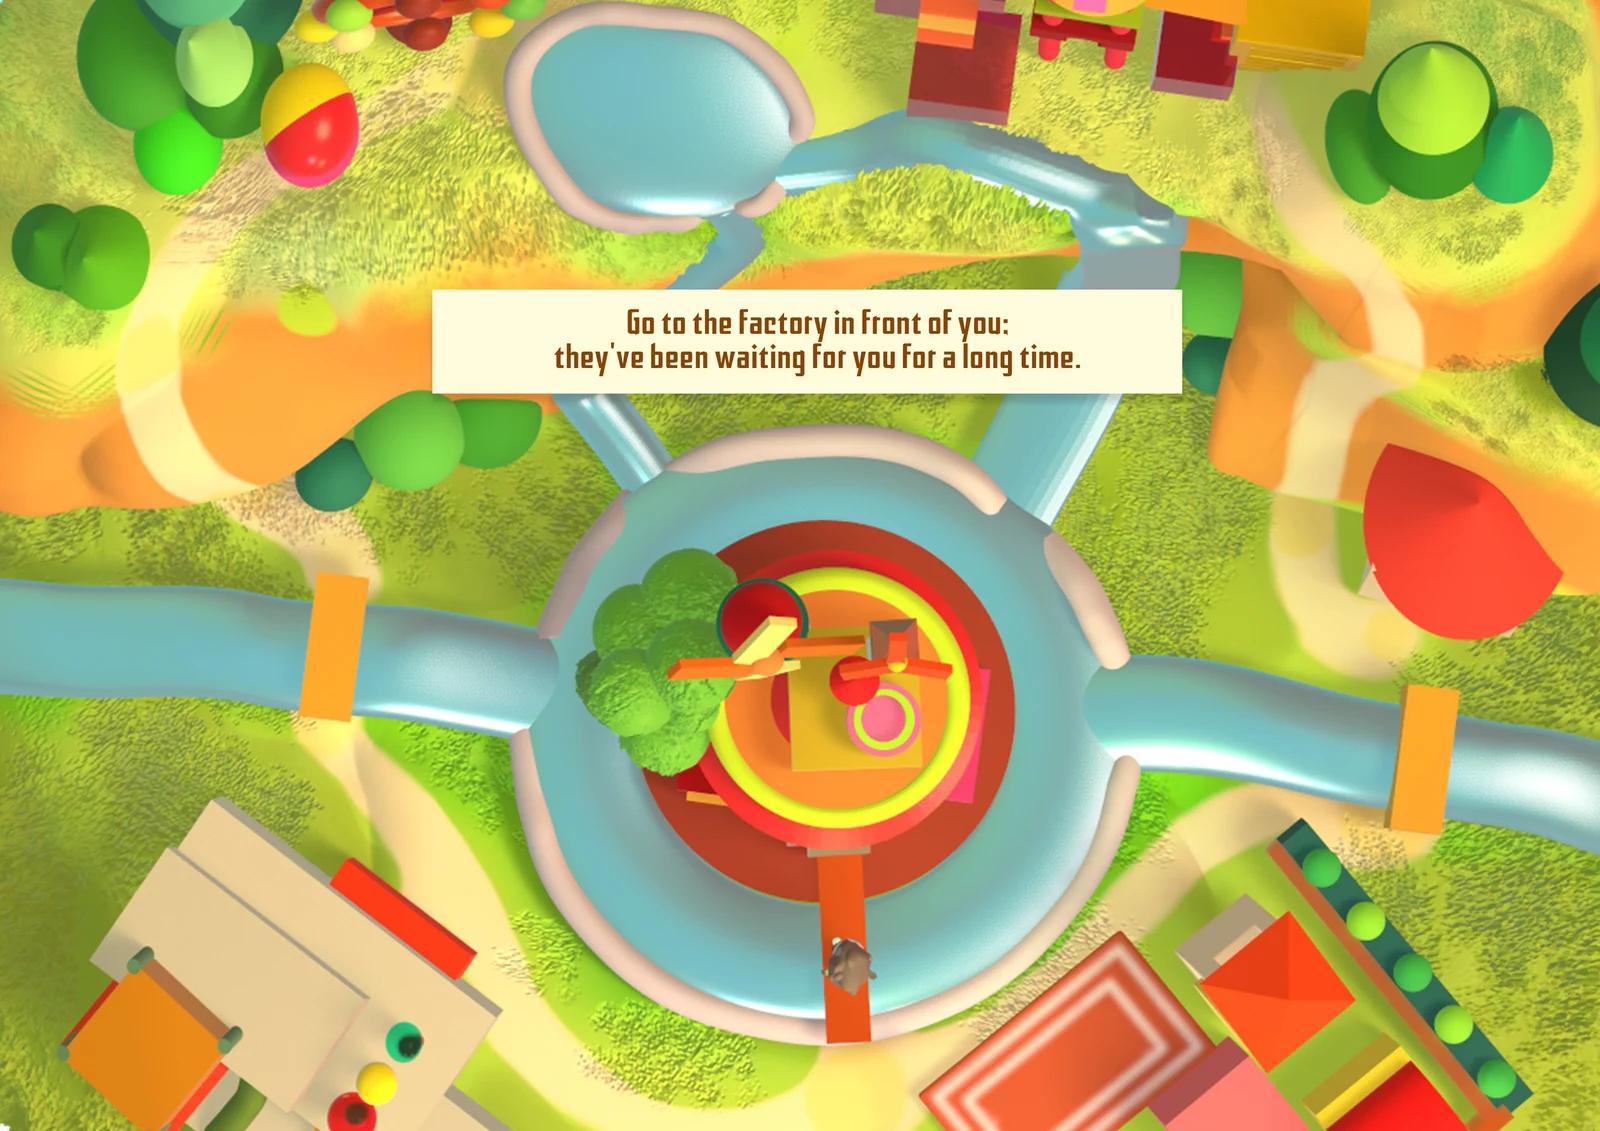 Go to the Factory in front of you:
they've been waiting for you for a long time.